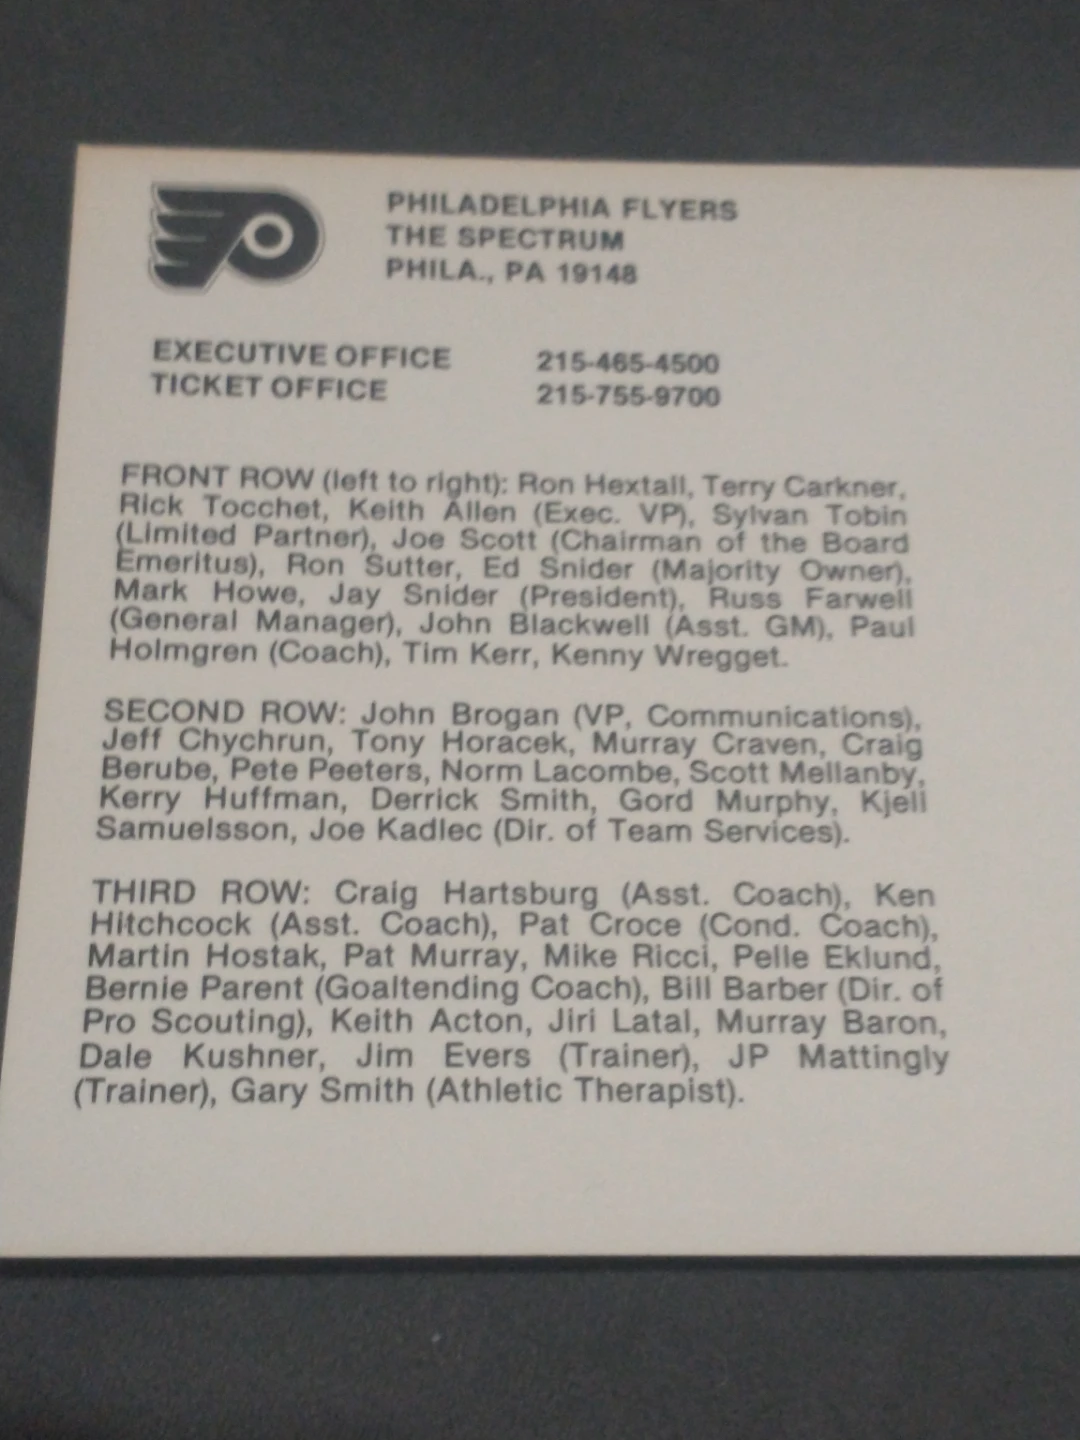 PHILADELPHIA FLYERS
THE SPECTRUM
PHILA., PA 19148
EXECUTIVE OFFICE 215-465-4500
TICKET OFFICE 215-755-9700
FRONT ROW (left to right): Ron Hextall, Terry Carkner,
Rick Tocchet, Keith Allen (Exec. VP), Sylvan Tobin
(Limited Partner), Joe Scott (Chairman of the Board
Emeritus), Ron Sutter, Ed Snider (Majority Owner),
Mark Howe, Jay Snider (President), Russ Farwell
(General Manager), John Blackwell (Asst. GM), Paul
Holmgren (Coach), Tim Kerr, Kenny Wregget.
SECOND ROW: John Brogan (VP, Communications),
Jeff Chychrun, Tony Horacek, Murray Craven, Craig
Berube, Pete Peeters, Norm Lacombe, Scott Mellanby,
Kerry Huffman, Derrick Smith, Gord Murphy, Kjell
Samuelsson, Joe Kadlec (Dir. of Team Services).
THIRD ROW: Craig Hartsburg (Asst. Coach), Ken
Hitchcock (Asst. Coach), Pat Croce (Cond. Coach),
Martin Hostak, Pat Murray, Mike Ricci, Pelle Eklund,
Bernie Parent (Goaltending Coach), Bill Barber (Dir. of
Pro Scouting), Keith Acton, Jiri Latal, Murray Baron,
Dale Kushner, Jim Evers (Trainer), JP Mattingly
(Trainer), Gary Smith (Athletic Therapist).